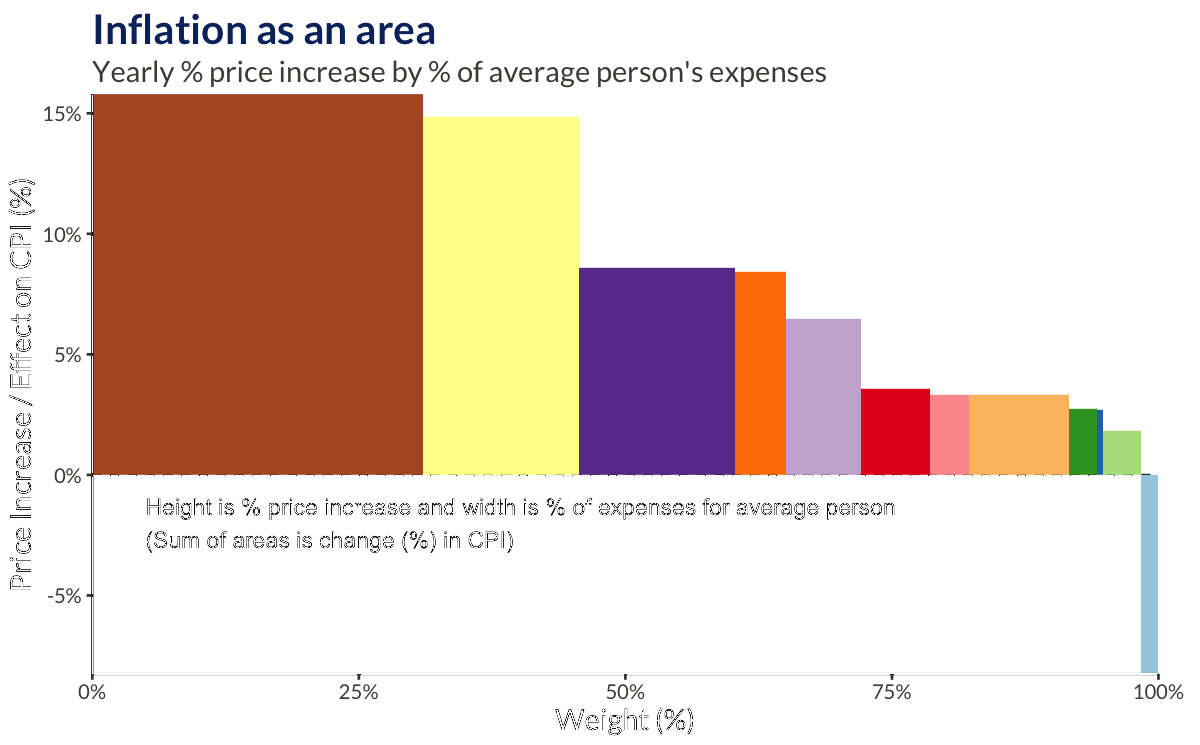 Inflation as an area
Yearly % price increase by % of average person's expenses
Price Increase / Effect on CPI (%)
15%
10%
5%
0%
-5%
Height is % price increase and width is % of expenses for average person
(Sum of areas is change (%) in CPI)
0%
25%
50%
75%
100%
Weight (%)